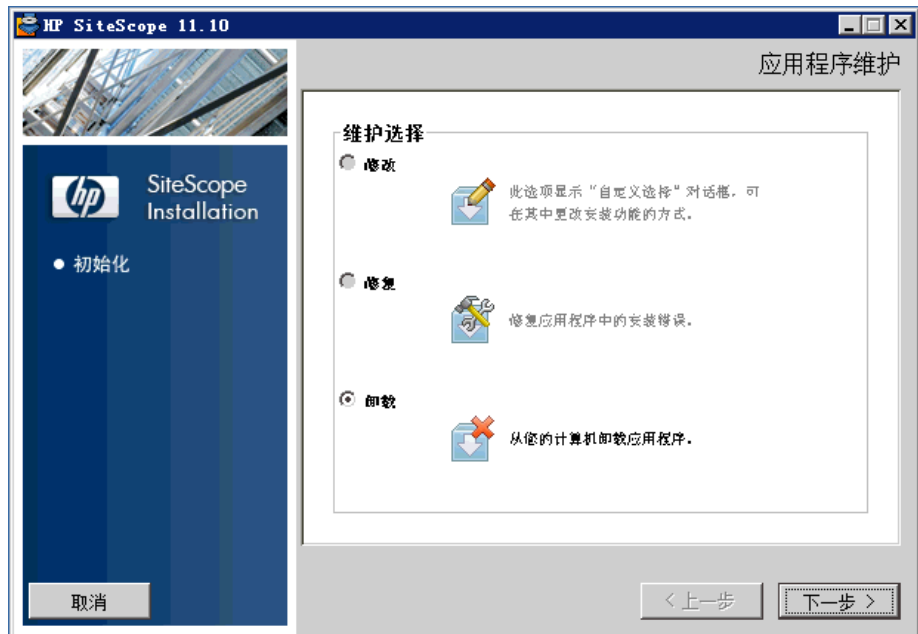 HP SiteScope 11.10
应用程序维护
hp
SiteScope
Installation
初始化
维护选择
修改
此选项显示“自定义选择”对话框，可
在其中更改安装功能的方式。
修复
修复应用程序中的安装错误。
卸载
从您的计算机卸载应用程序。
取消
<上一步
下一步 >